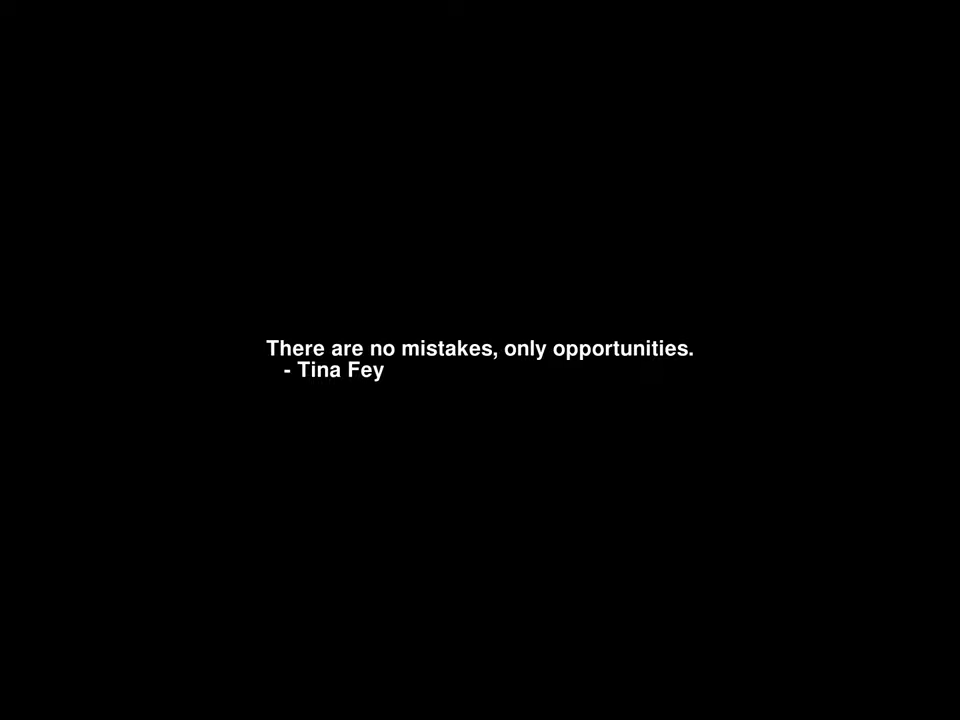 There are no mistakes, only opportunities.
- Tina Fey